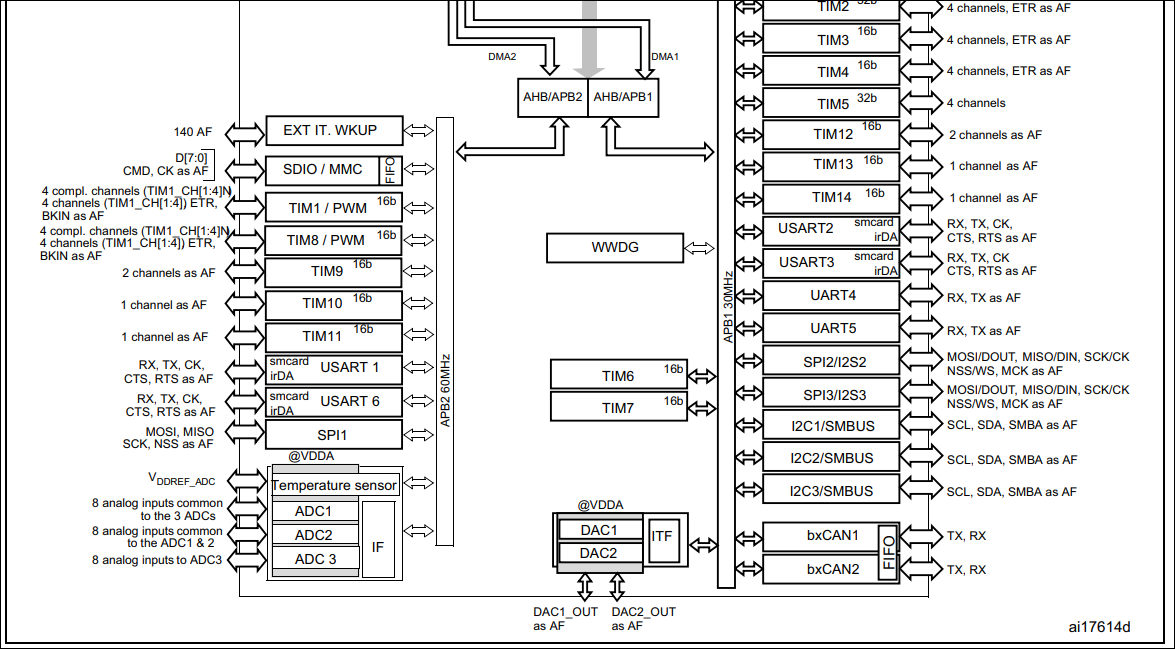 TIM2 32b
4 channels, ETR as AF
TIM3 16b
4 channels, ETR as AF
TIM4 16b
4 channels, ETR as AF
TIM5 32b
4 channels
TIM12 16b
2 channels as AF
TIM13 16b
1 channel as AF
TIM14 16b
1 channel as AF
USART2 smcard
irDA
RX, TX, CK,
CTS, RTS as AF
USART3 smcard
irDA
RX, TX, CK
CTS, RTS as AF
UART4
RX, TX as AF
UART5
RX, TX as AF
SPI2/I2S2
MOSI/DOUT, MISO/DIN, SCK/CK
NSS/WS, MCK as AF
SPI3/I2S3
MOSI/DOUT, MISO/DIN, SCK/CK
NSS/WS, MCK as AF
I2C1/SMBUS
SCL, SDA, SMBA as AF
I2C2/SMBUS
SCL, SDA, SMBA as AF
I2C3/SMBUS
SCL, SDA, SMBA as AF
bxCAN1
TX, RX
bxCAN2
TX, RX
FIFO
APB1 30MHz
DMA2
DMA1
AHB/APB2
AHB/APB1
WWDG
TIM6 16b
TIM7 16b
@VDDA
DAC1
DAC2
ITF
DAC1_OUT
as AF
DAC2_OUT
as AF
140 AF
EXT IT. WKUP
D[7:0]
CMD, CK as AF
SDIO / MMC
FIFO
4 compl. channels (TIM1_CH[1:4]N
4 channels (TIM1_CH[1:4]) ETR,
BKIN as AF
TIM1 / PWM 16b
4 compl. channels (TIM1_CH[1:4]N
4 channels (TIM1_CH[1:4]) ETR,
BKIN as AF
TIM8 / PWM 16b
2 channels as AF
TIM9 16b
1 channel as AF
TIM10 16b
1 channel as AF
TIM11 16b
RX, TX, CK,
CTS, RTS as AF
smcard
irDA
USART 1
RX, TX, CK,
CTS, RTS as AF
smcard
irDA
USART 6
MOSI, MISO
SCK, NSS as AF
SPI1
APB2 60MHz
@VDDA
VDDREF_ADC
Temperature sensor
8 analog inputs common
to the 3 ADCs
ADC1
8 analog inputs common
to the ADC1 & 2
ADC2
8 analog inputs to ADC3
ADC 3
IF
ai17614d